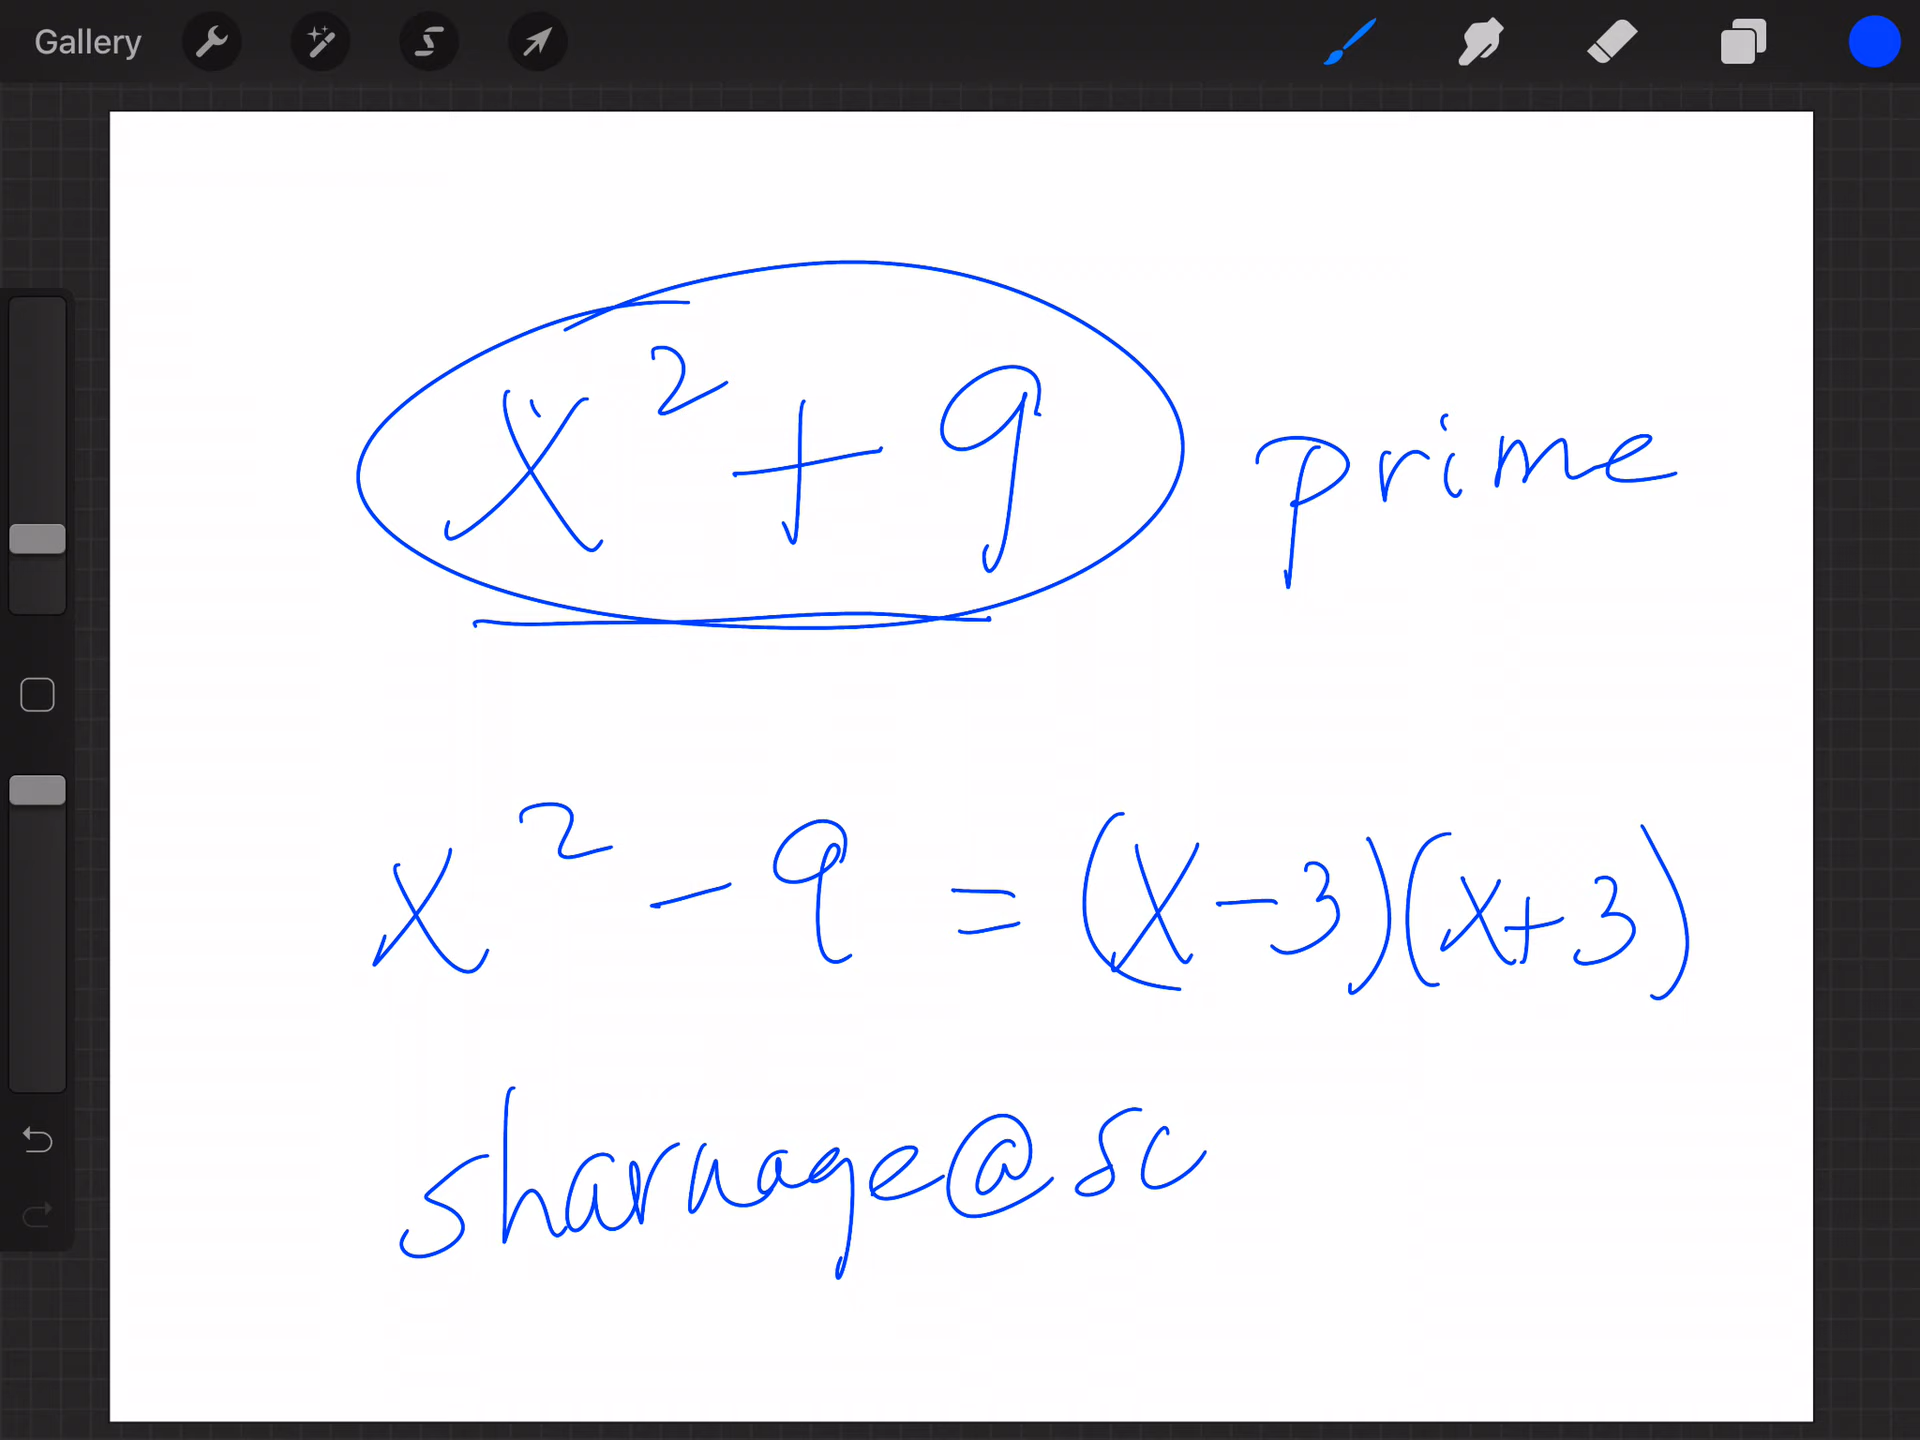 Gallery
x² + 9 prime
x² - 9 = (x - 3)(x + 3)
sharnage@sc